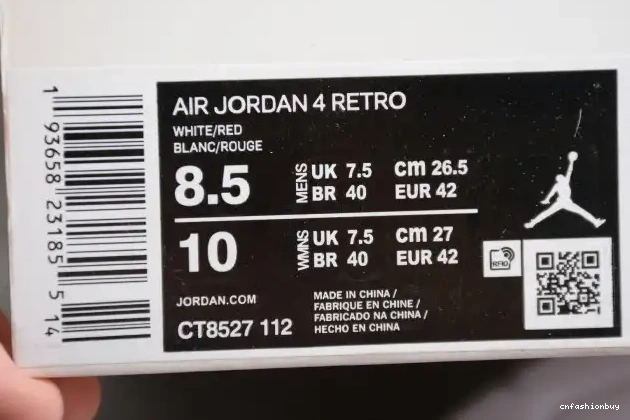 AIR JORDAN 4 RETRO
WHITE/RED
BLANC/ROUGE
8.5 MENS UK 7.5 cm 26.5
BR 40 EUR 42
10 WMNS UK 7.5 cm 27
BR 40 EUR 42
JORDAN.COM
MADE IN CHINA /
FABRIQUE EN CHINE /
FABRICADO NA CHINA /
HECHO EN CHINA
CT8527 112
RFID
1 93658 23185 5 14
cnfashionbuy